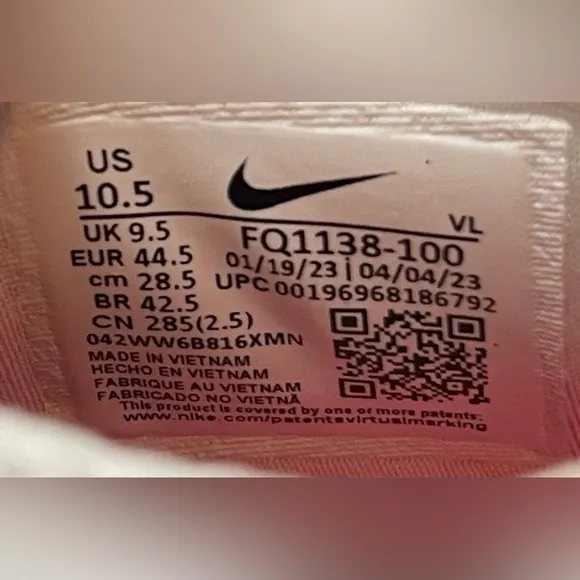 US
10.5
VL
UK 9.5
FQ1138-100
EUR 44.5
01/19/23 | 04/04/23
cm 28.5
UPC 00196968186792
BR 42.5
CN 285(2.5)
042WW6B816XMN
MADE IN VIETNAM
HECHO EN VIETNAM
FABRIQUE AU VIETNAM
FABRICADO NO VIETNÃ
This product is covered by one or more patents:
www.nike.com/patentsvirtualmarking